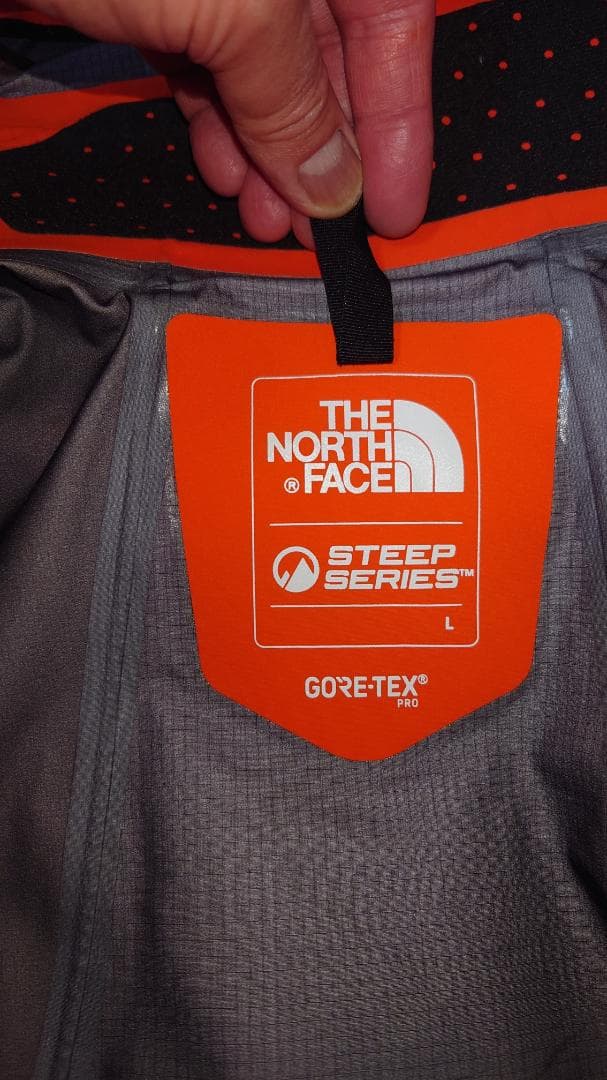 THE
NORTH
® FACE
STEEP
SERIES™
L
GORE-TEX®
PRO